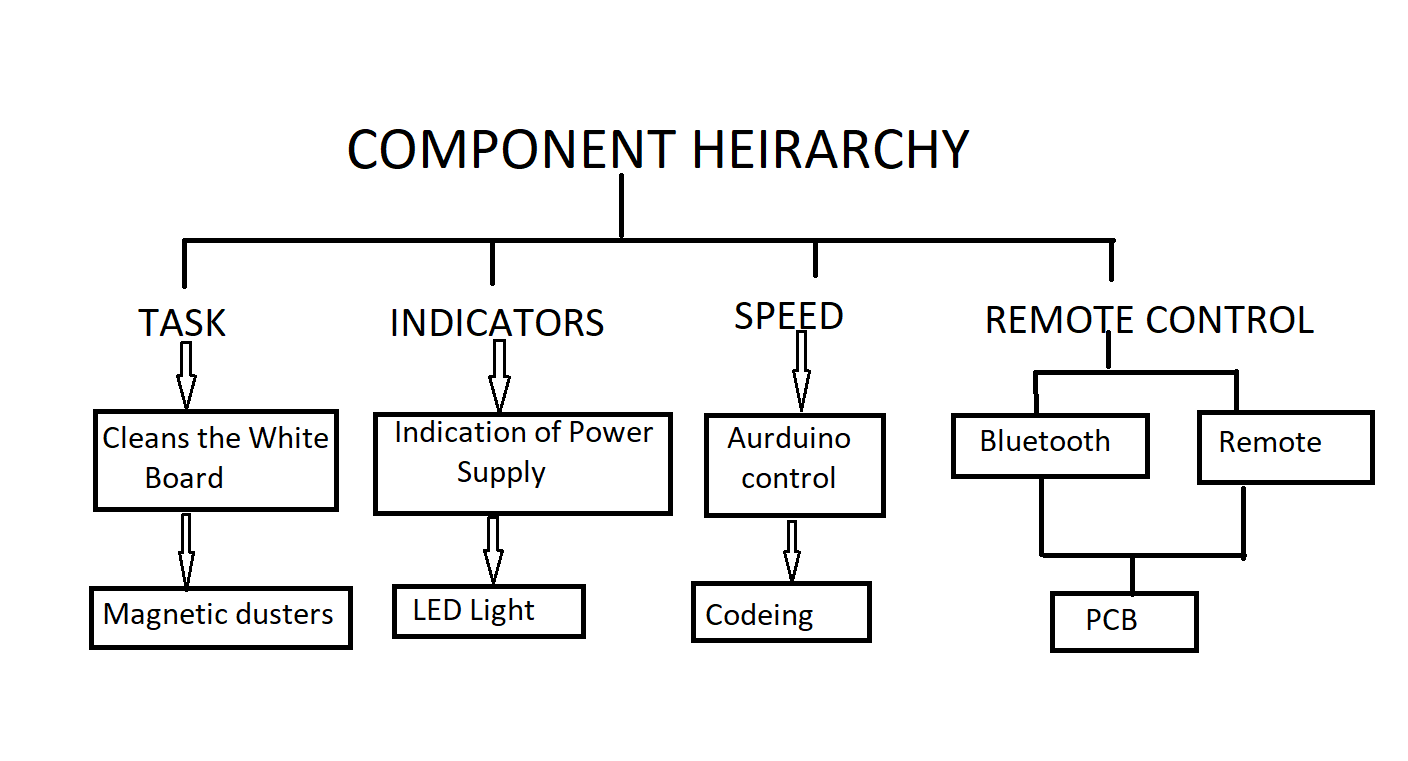 COMPONENT HEIRARCHY
TASK
INDICATORS
SPEED
REMOTE CONTROL
Cleans the White
Board
Indication of Power
Supply
Aurduino
control
Bluetooth
Remote
Magnetic dusters
LED Light
Codeing
PCB